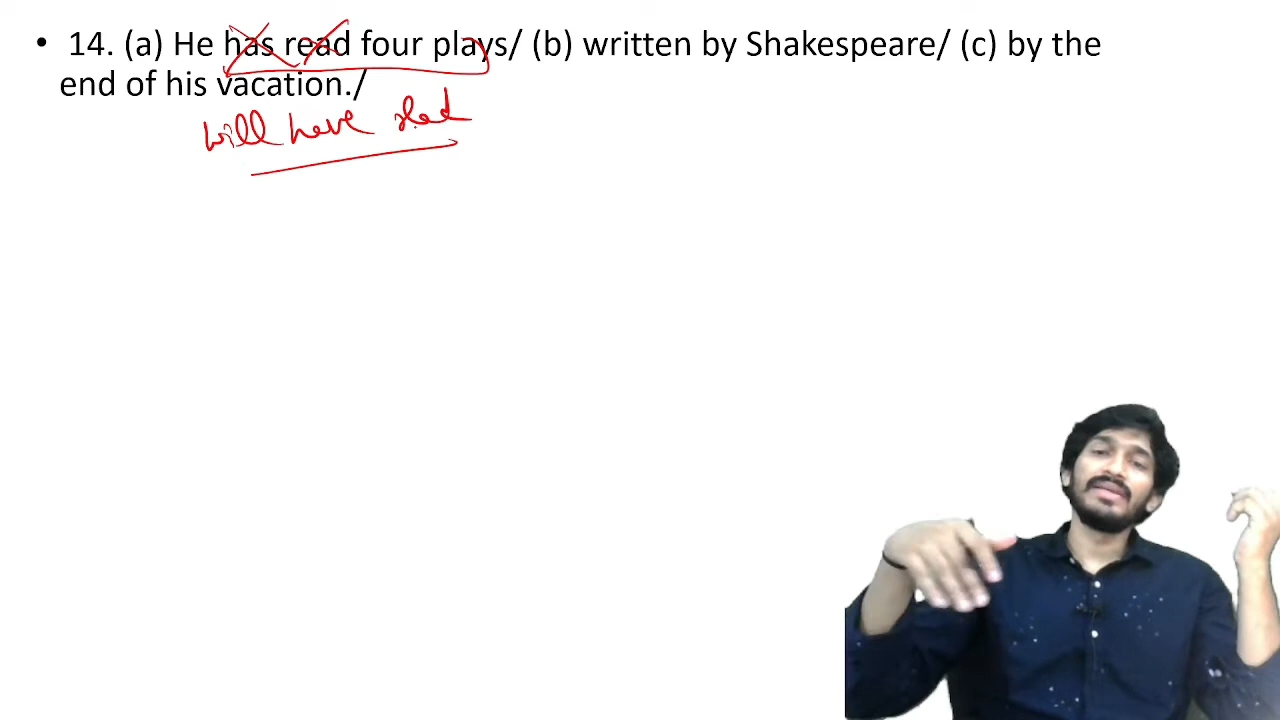 • 14. (a) He has read four plays/ (b) written by Shakespeare/ (c) by the
end of his vacation./
will have read